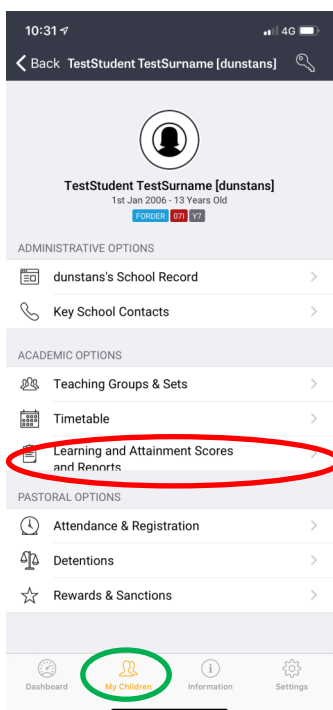 10:31
4G
Back TestStudent TestSurname [dunstans]
TestStudent TestSurname [dunstans]
1st Jan 2006 - 13 Years Old
FORDER 07I Y7
ADMINISTRATIVE OPTIONS
dunstans's School Record
Key School Contacts
ACADEMIC OPTIONS
Teaching Groups & Sets
Timetable
Learning and Attainment Scores
and Reports
PASTORAL OPTIONS
Attendance & Registration
Detentions
Rewards & Sanctions
Dashboard My Children Information Settings